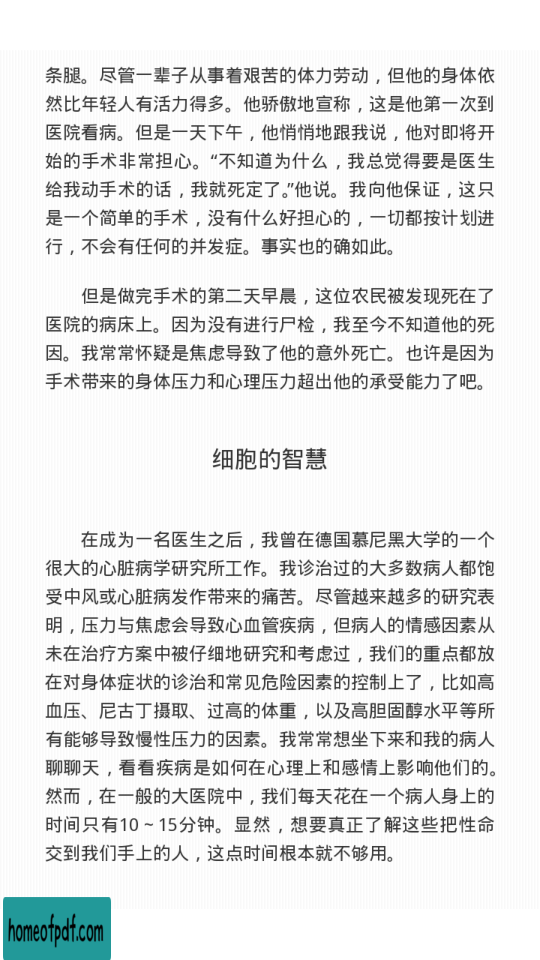 条腿。尽管一辈子从事着艰苦的体力劳动，但他的身体依
然比年轻人有活力得多。他骄傲地宣称，这是他第一次到
医院看病。但是一天下午，他悄悄地跟我说，他对即将开
始的手术非常担心。“不知道为什么，我总觉得要是医生
给我动手术的话，我就死定了。”他说。我向他保证，这只
是一个简单的手术，没有什么好担心的，一切都按计划进
行，不会有任何的并发症。事实也的确如此。
但是做完手术的第二天早晨，这位农民被发现死在了
医院的病床上。因为没有进行尸检，我至今不知道他的死
因。我常常怀疑是焦虑导致了他的意外死亡。也许是因为
手术带来的身体压力和心理压力超出他的承受能力了吧。
细胞的智慧
在成为一名医生之后，我曾在德国慕尼黑大学的一个
很大的心脏病学研究所工作。我诊治过的大多数病人都饱
受中风或心脏病发作带来的痛苦。尽管越来越多的研究表
明，压力与焦虑会导致心血管疾病，但病人的情感因素从
未在治疗方案中被仔细地研究和考虑过，我们的重点都放
在对身体症状的诊治和常见危险因素的控制上了，比如高
血压、尼古丁摄取、过高的体重，以及高胆固醇水平等所
有能够导致慢性压力的因素。我常常想坐下来和我的病人
聊聊天，看看疾病是如何在心理上和感情上影响他们的。
然而，在一般的大医院中，我们每天花在一个病人身上的
时间只有10～15分钟。显然，想要真正了解这些把性命
交到我们手上的人，这点时间根本就不够用。
homeofpdf.com